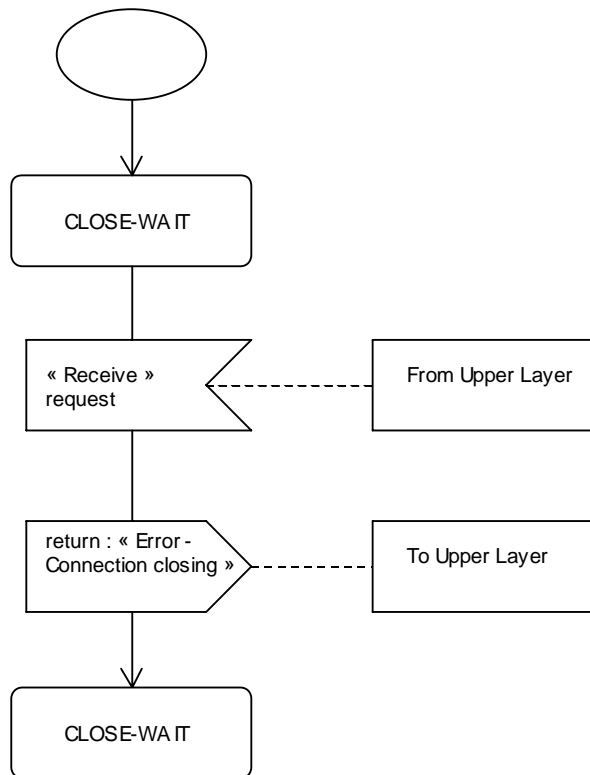 CLOSE-WAIT
« Receive »
request
From Upper Layer
return : « Error -
Connection closing »
To Upper Layer
CLOSE-WAIT